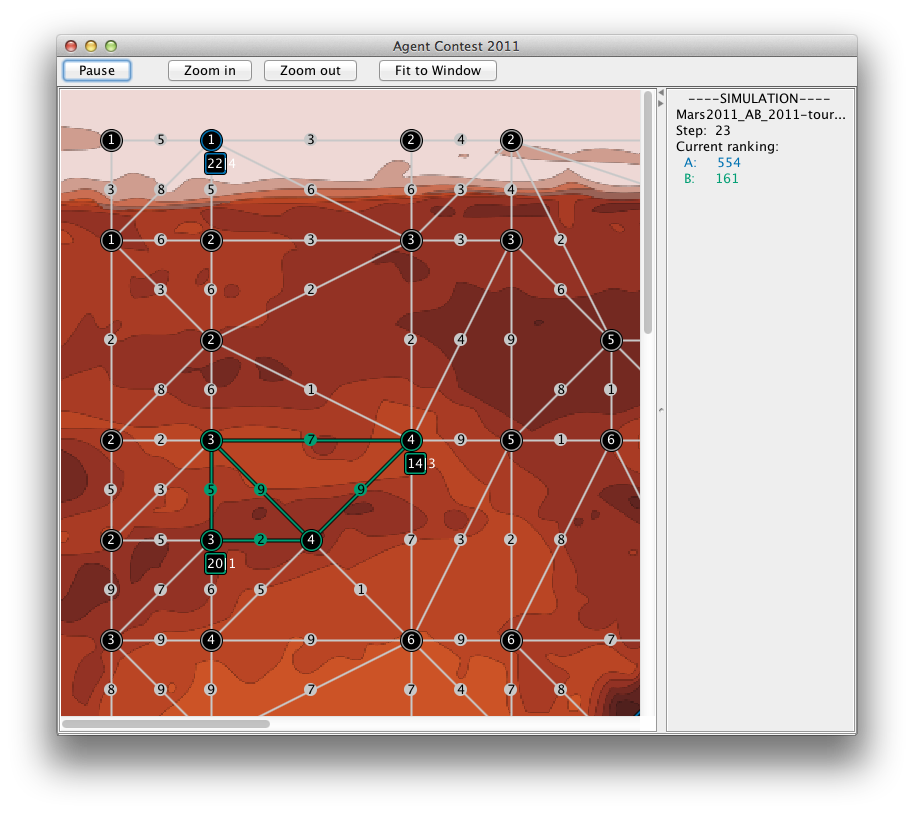 Agent Contest 2011
Pause Zoom in Zoom out Fit to Window
----SIMULATION----
Mars2011_AB_2011-tour...
Step: 23
Current ranking:
A: 554
B: 161
1 5 1 3 2 4 2
22 4
3 8 5 6 6 3 4
1 6 2 3 3 3 3 2
3 6 2 6
2 2 2 4 9 5
8 6 1 8 1
2 2 3 7 4 9 5 1 6
14 3
5 3 5 9 9
2 5 3 2 4 7 3 2 8
20 1
9 7 6 5 1
3 9 4 9 6 9 6 7
8 9 9 7 7 4 7 8